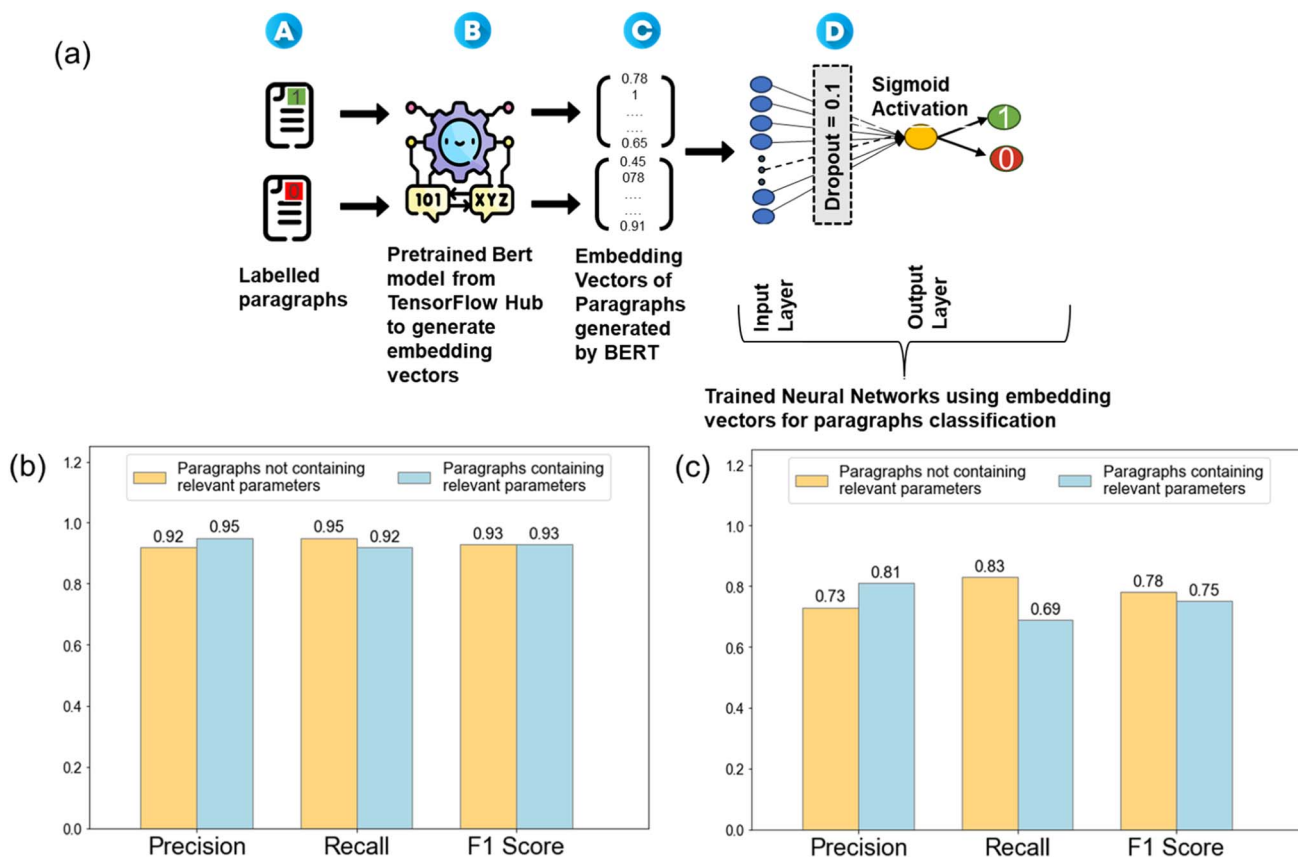 (a)
A
B
C
D
1
0
101
XYZ
0.78
1
....
....
0.65
0.45
078
....
....
0.91
Dropout = 0.1
Sigmoid
Activation
1
0
Labelled
paragraphs
Pretrained Bert
model from
TensorFlow Hub
to generate
embedding
vectors
Embedding
Vectors of
Paragraphs
generated
by BERT
Input
Layer
Output
Layer
Trained Neural Networks using embedding
vectors for paragraphs classification
(b)
Paragraphs not containing
relevant parameters
Paragraphs containing
relevant parameters
1.2
1.0
0.8
0.6
0.4
0.2
0.0
0.92
0.95
0.95
0.92
0.93
0.93
Precision
Recall
F1 Score
(c)
Paragraphs not containing
relevant parameters
Paragraphs containing
relevant parameters
1.2
1.0
0.8
0.6
0.4
0.2
0.0
0.73
0.81
0.83
0.69
0.78
0.75
Precision
Recall
F1 Score